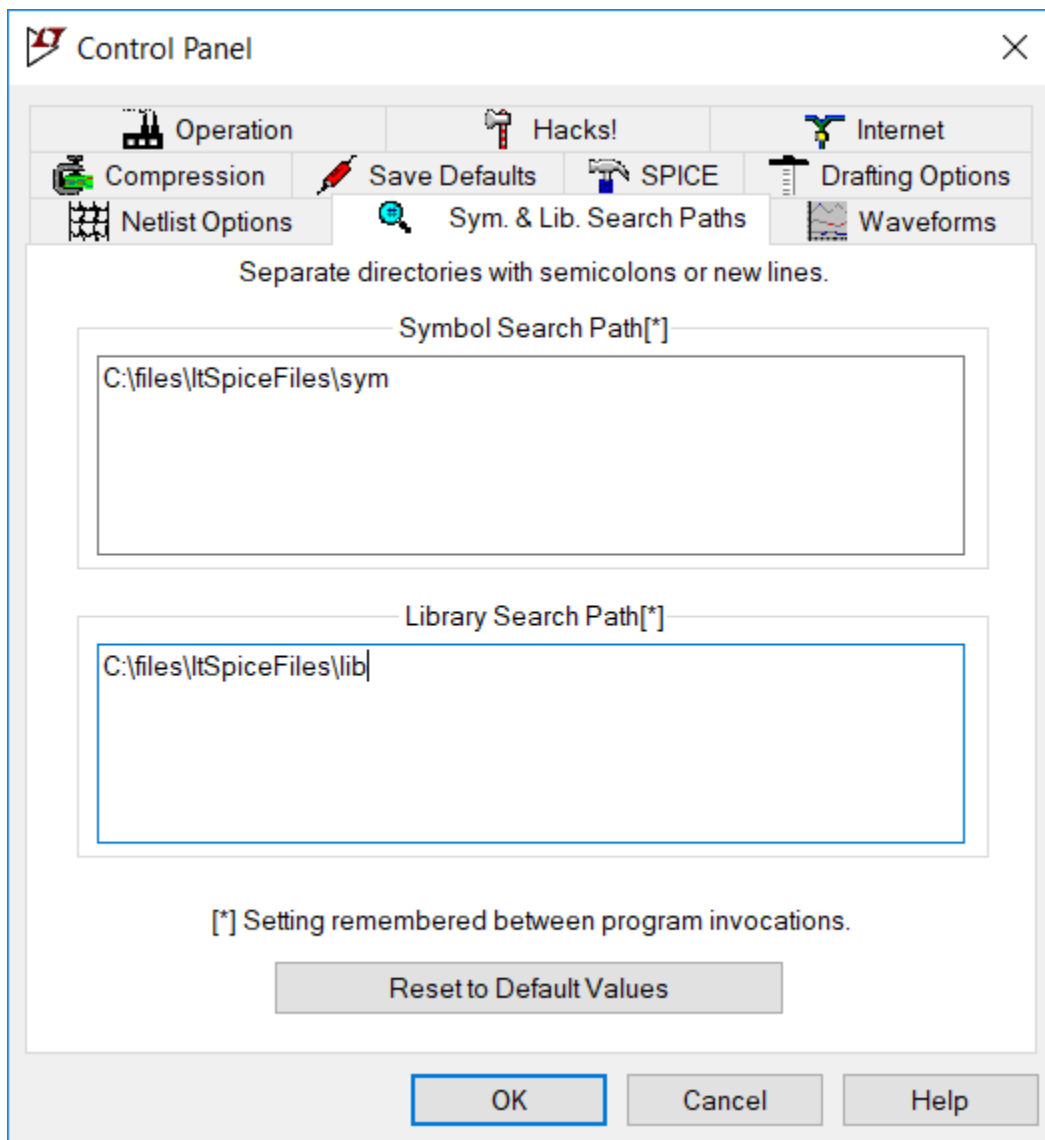 Control Panel
Operation Hacks! Internet
Compression Save Defaults SPICE Drafting Options
Netlist Options Sym. & Lib. Search Paths Waveforms
Separate directories with semicolons or new lines.
Symbol Search Path[*]
C:\files\ltSpiceFiles\sym
Library Search Path[*]
C:\files\ltSpiceFiles\lib
[*] Setting remembered between program invocations.
Reset to Default Values
OK Cancel Help